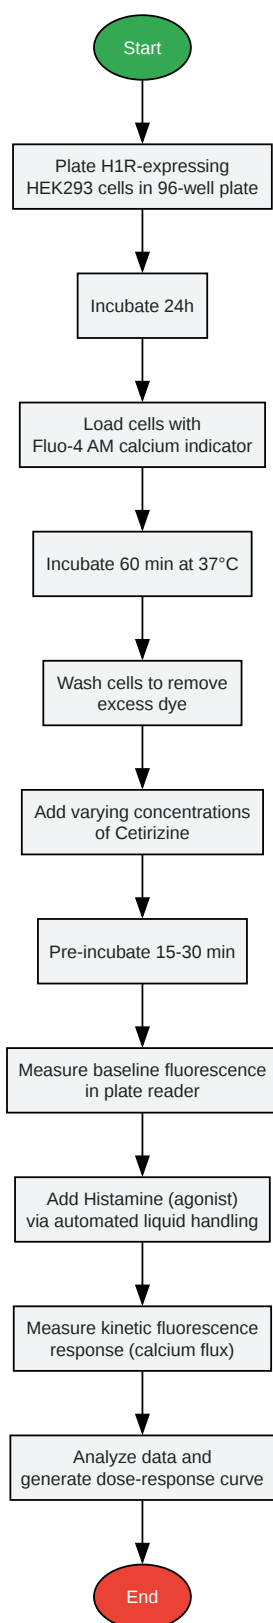 Start
Plate H1R-expressing
HEK293 cells in 96-well plate
Incubate 24h
Load cells with
Fluo-4 AM calcium indicator
Incubate 60 min at 37°C
Wash cells to remove
excess dye
Add varying concentrations
of Cetirizine
Pre-incubate 15-30 min
Measure baseline fluorescence
in plate reader
Add Histamine (agonist)
via automated liquid handling
Measure kinetic fluorescence
response (calcium flux)
Analyze data and
generate dose-response curve
End